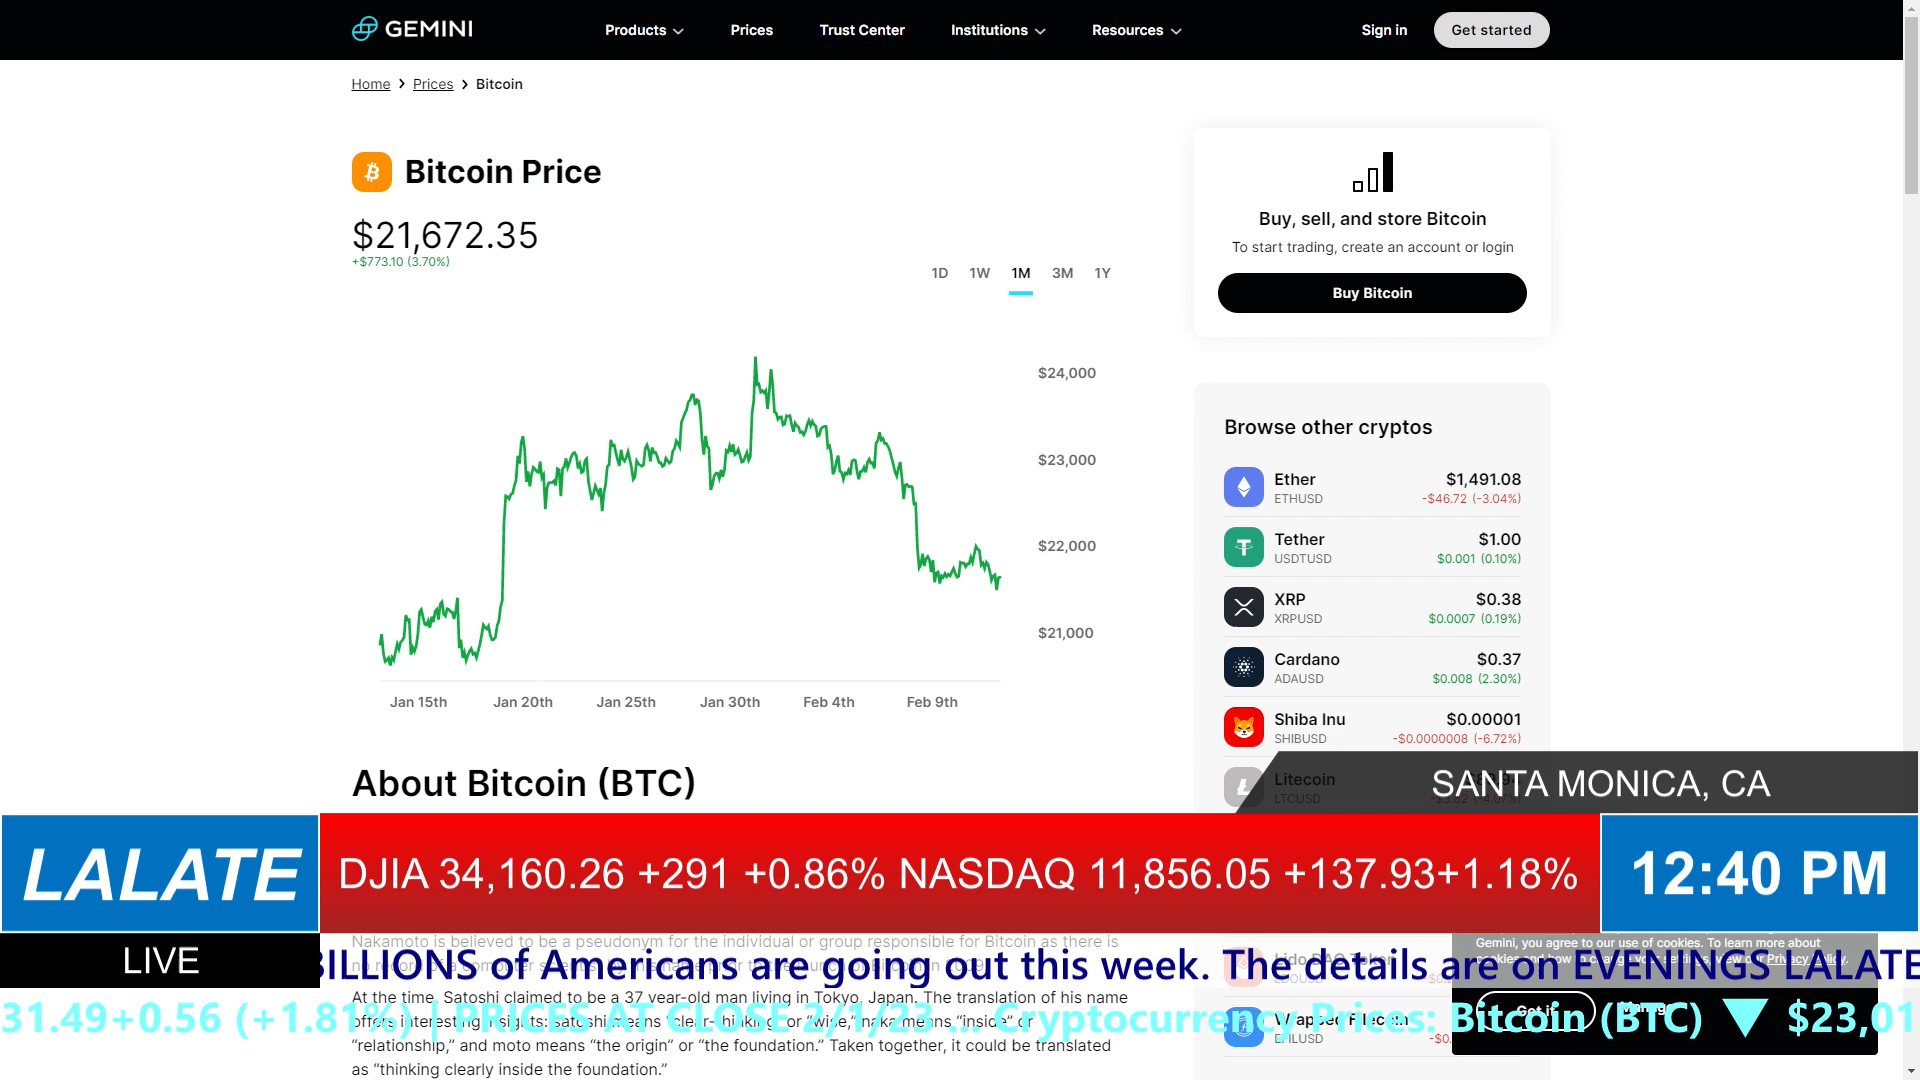 GEMINI
Products
Prices
Trust Center
Institutions
Resources
Sign in
Get started
Home > Prices > Bitcoin
Bitcoin Price
$21,672.35
+$773.10 (3.70%)
1D 1W 1M 3M 1Y
$24,000
$23,000
$22,000
$21,000
Jan 15th Jan 20th Jan 25th Jan 30th Feb 4th Feb 9th
Buy, sell, and store Bitcoin
To start trading, create an account or login
Buy Bitcoin
Browse other cryptos
Ether $1,491.08
ETHUSD -$46.72 (-3.04%)
Tether $1.00
USDTUSD $0.001 (0.10%)
XRP $0.38
XRPUSD $0.0007 (0.19%)
Cardano $0.37
ADAUSD $0.008 (2.30%)
Shiba Inu $0.00001
SHIBUSD -$0.0000008 (-6.72%)
Litecoin
LTCUSD
SANTA MONICA, CA
About Bitcoin (BTC)
LALATE
DJIA 34,160.26 +291 +0.86% NASDAQ 11,856.05 +137.93+1.18%
12:40 PM
LIVE
Nakamoto is believed to be a pseudonym for the individual or group responsible for Bitcoin as there is
BILLIONS of Americans are going out this week. The details are on EVENINGS LALATE
Gemini, you agree to our use of cookies. To learn more about
Privacy Policy.
At the time, Satoshi claimed to be a 37 year-old man living in Tokyo, Japan. The translation of his name
31.49+0.56 (+1.81%) | PRICES AT CLOSE 2/1/23 ... Cryptocurrency Prices: Bitcoin (BTC) ▼ $23,01
Wrapped Filecoin
EFILUSD
"relationship," and moto means "the origin" or "the foundation." Taken together, it could be translated
as "thinking clearly inside the foundation."